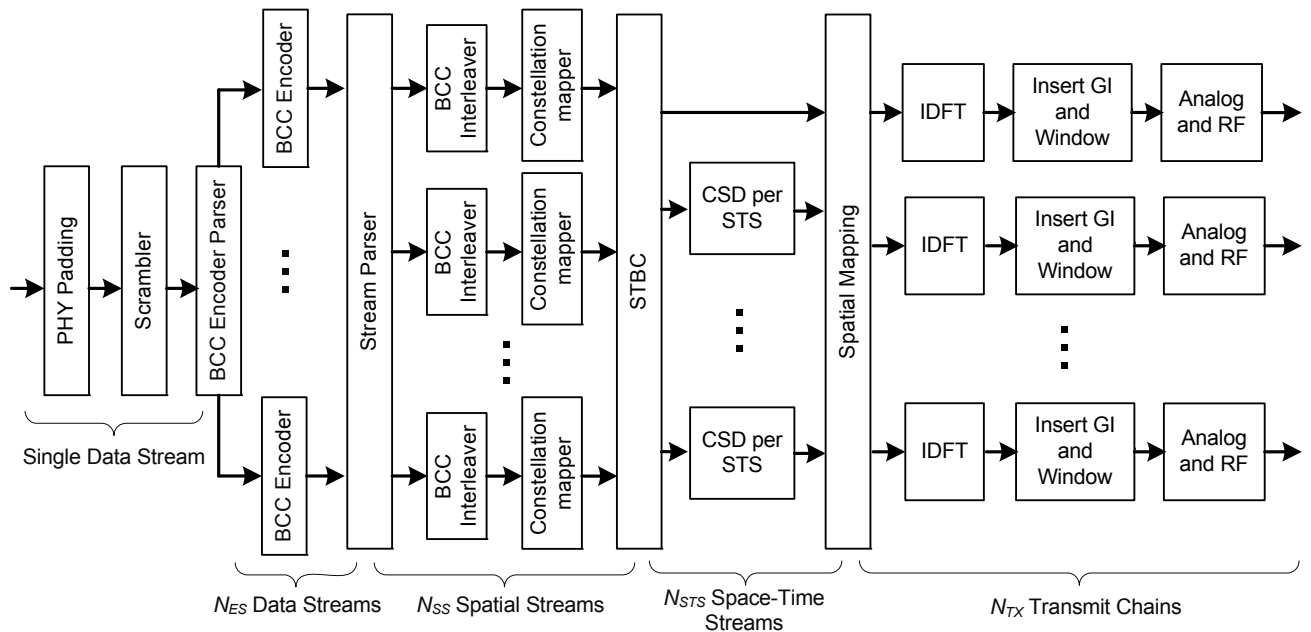 PHY Padding
Scrambler
BCC Encoder Parser
BCC Encoder
BCC Encoder
Stream Parser
BCC
Interleaver
Constellation
mapper
BCC
Interleaver
Constellation
mapper
BCC
Interleaver
Constellation
mapper
STBC
CSD per
STS
CSD per
STS
Spatial Mapping
IDFT
Insert GI
and
Window
Analog
and RF
IDFT
Insert GI
and
Window
Analog
and RF
IDFT
Insert GI
and
Window
Analog
and RF
Single Data Stream
NES Data Streams
NSS Spatial Streams
NSTS Space-Time
Streams
NTX Transmit Chains